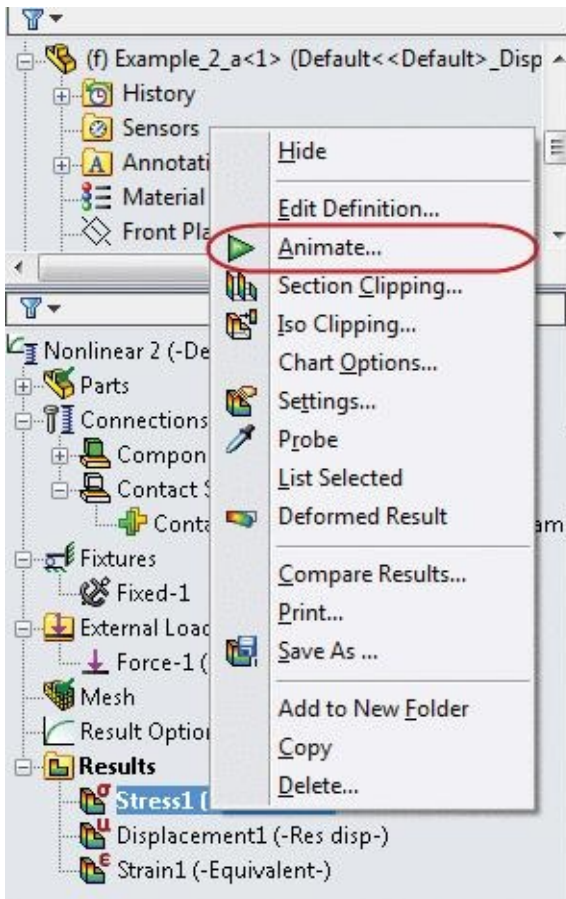 (f) Example_2_a<1> (Default<<Default>_Disp
History
Sensors
Annotati
Material
Front Pla
Hide
Edit Definition...
Animate...
Section Clipping...
Iso Clipping...
Chart Options...
Settings...
Probe
List Selected
Deformed Result
Compare Results...
Print...
Save As ...
Add to New Folder
Copy
Delete...
Nonlinear 2 (-De
Parts
Connections
Compon
Contact S
Conta
am
Fixtures
Fixed-1
External Load
Force-1 (
Mesh
Result Option
Results
Stress1 (
Displacement1 (-Res disp-)
Strain1 (-Equivalent-)